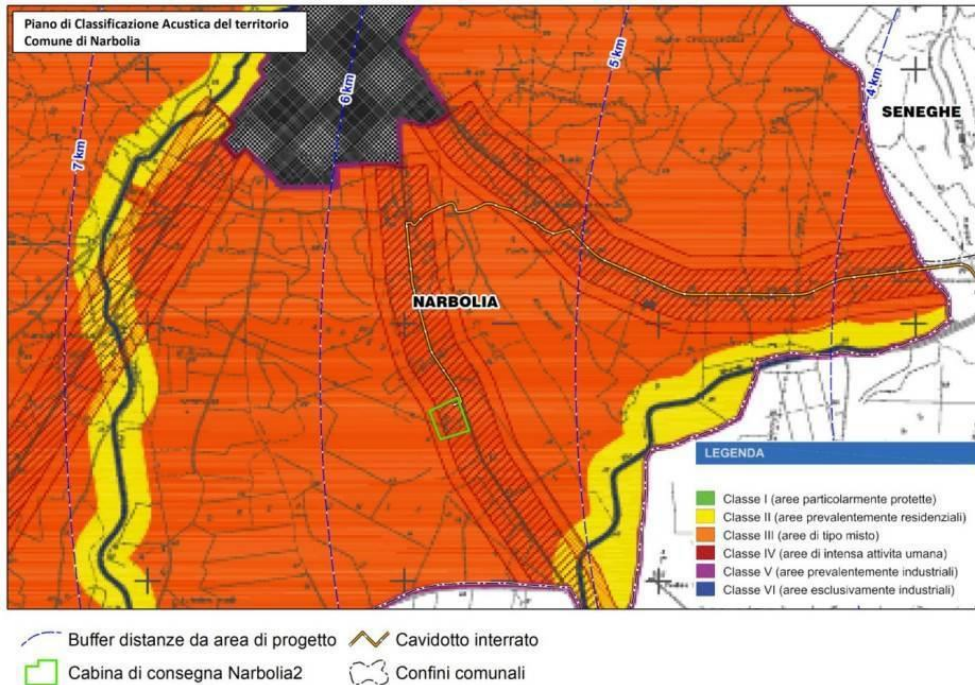 Piano di Classificazione Acustica del territorio
Comune di Narbolia
7 km
6 km
5 km
4 km
SENEGHE
NARBOLIA
LEGENDA
Classe I (aree particolarmente protette)
Classe II (aree prevalentemente residenziali)
Classe III (aree di tipo misto)
Classe IV (aree di intensa attivita umana)
Classe V (aree prevalentemente industriali)
Classe VI (aree esclusivamente industriali)
Buffer distanze da area di progetto
Cavidotto interrato
Cabina di consegna Narbolia2
Confini comunali